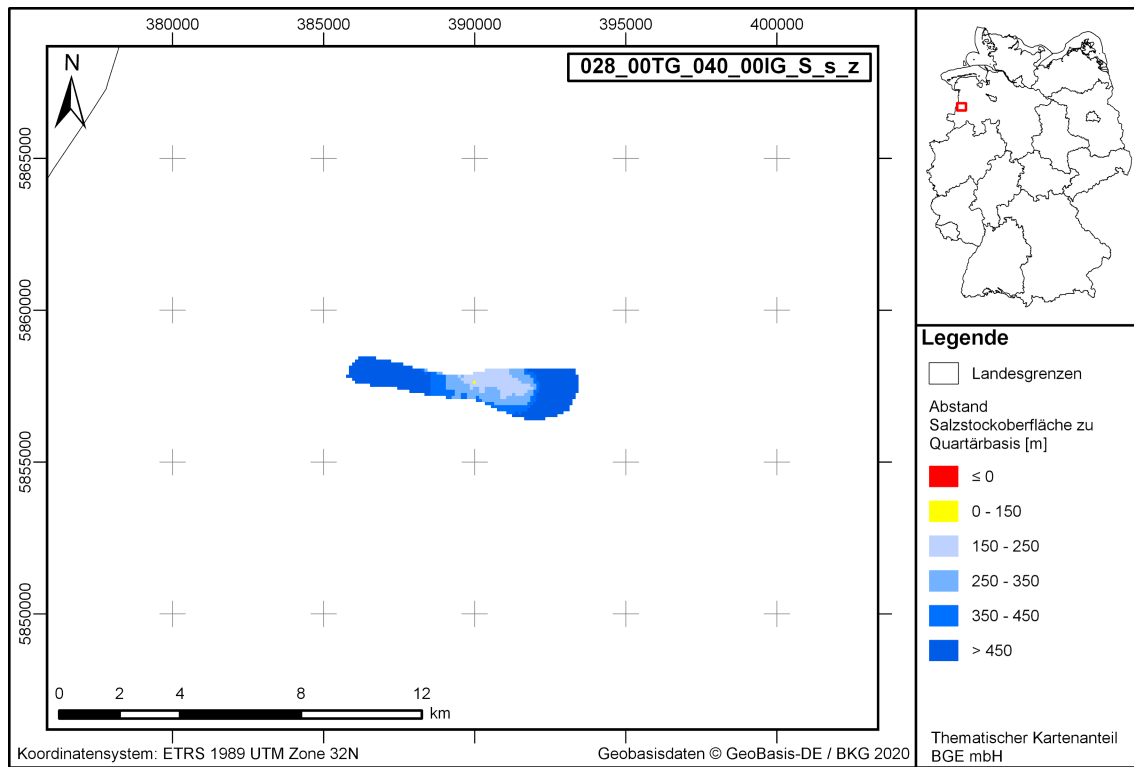 380000 385000 390000 395000 400000
N
028_00TG_040_00IG_S_s_z
5865000
5860000
5855000
5850000
0 2 4 8 12
km
Koordinatensystem: ETRS 1989 UTM Zone 32N
Geobasisdaten © GeoBasis-DE / BKG 2020
Legende
Landesgrenzen
Abstand
Salzstockoberfläche zu
Quartärbasis [m]
≤ 0
0 - 150
150 - 250
250 - 350
350 - 450
> 450
Thematischer Kartenanteil
BGE mbH